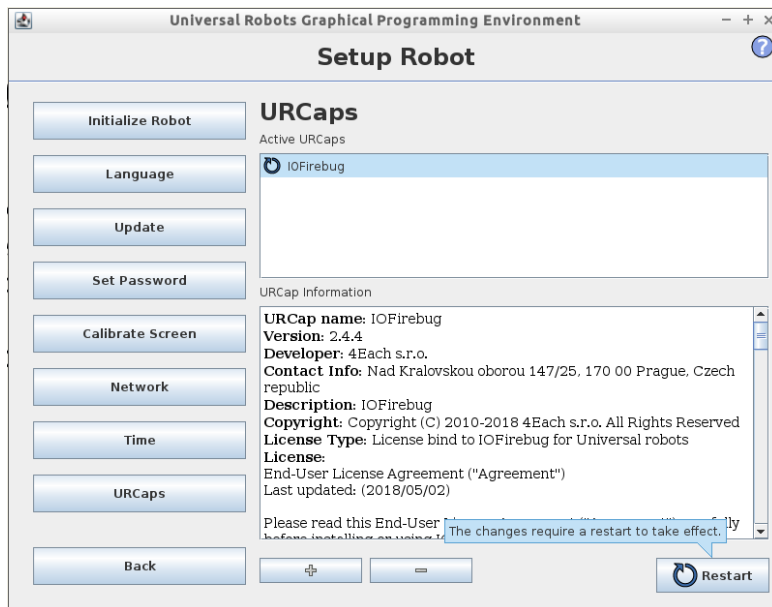 Universal Robots Graphical Programming Environment
Setup Robot
?
Initialize Robot
Language
Update
Set Password
Calibrate Screen
Network
Time
URCaps
Back
URCaps
Active URCaps
IOFirebug
URCap Information
URCap name: IOFirebug
Version: 2.4.4
Developer: 4Each s.r.o.
Contact Info: Nad Kralovskou oborou 147/25, 170 00 Prague, Czech
republic
Description: IOFirebug
Copyright: Copyright (C) 2010-2018 4Each s.r.o. All Rights Reserved
License Type: License bind to IOFirebug for Universal robots
License:
End-User License Agreement ("Agreement")
Last updated: (2018/05/02)
Please read this End-User
The changes require a restart to take effect.
Restart